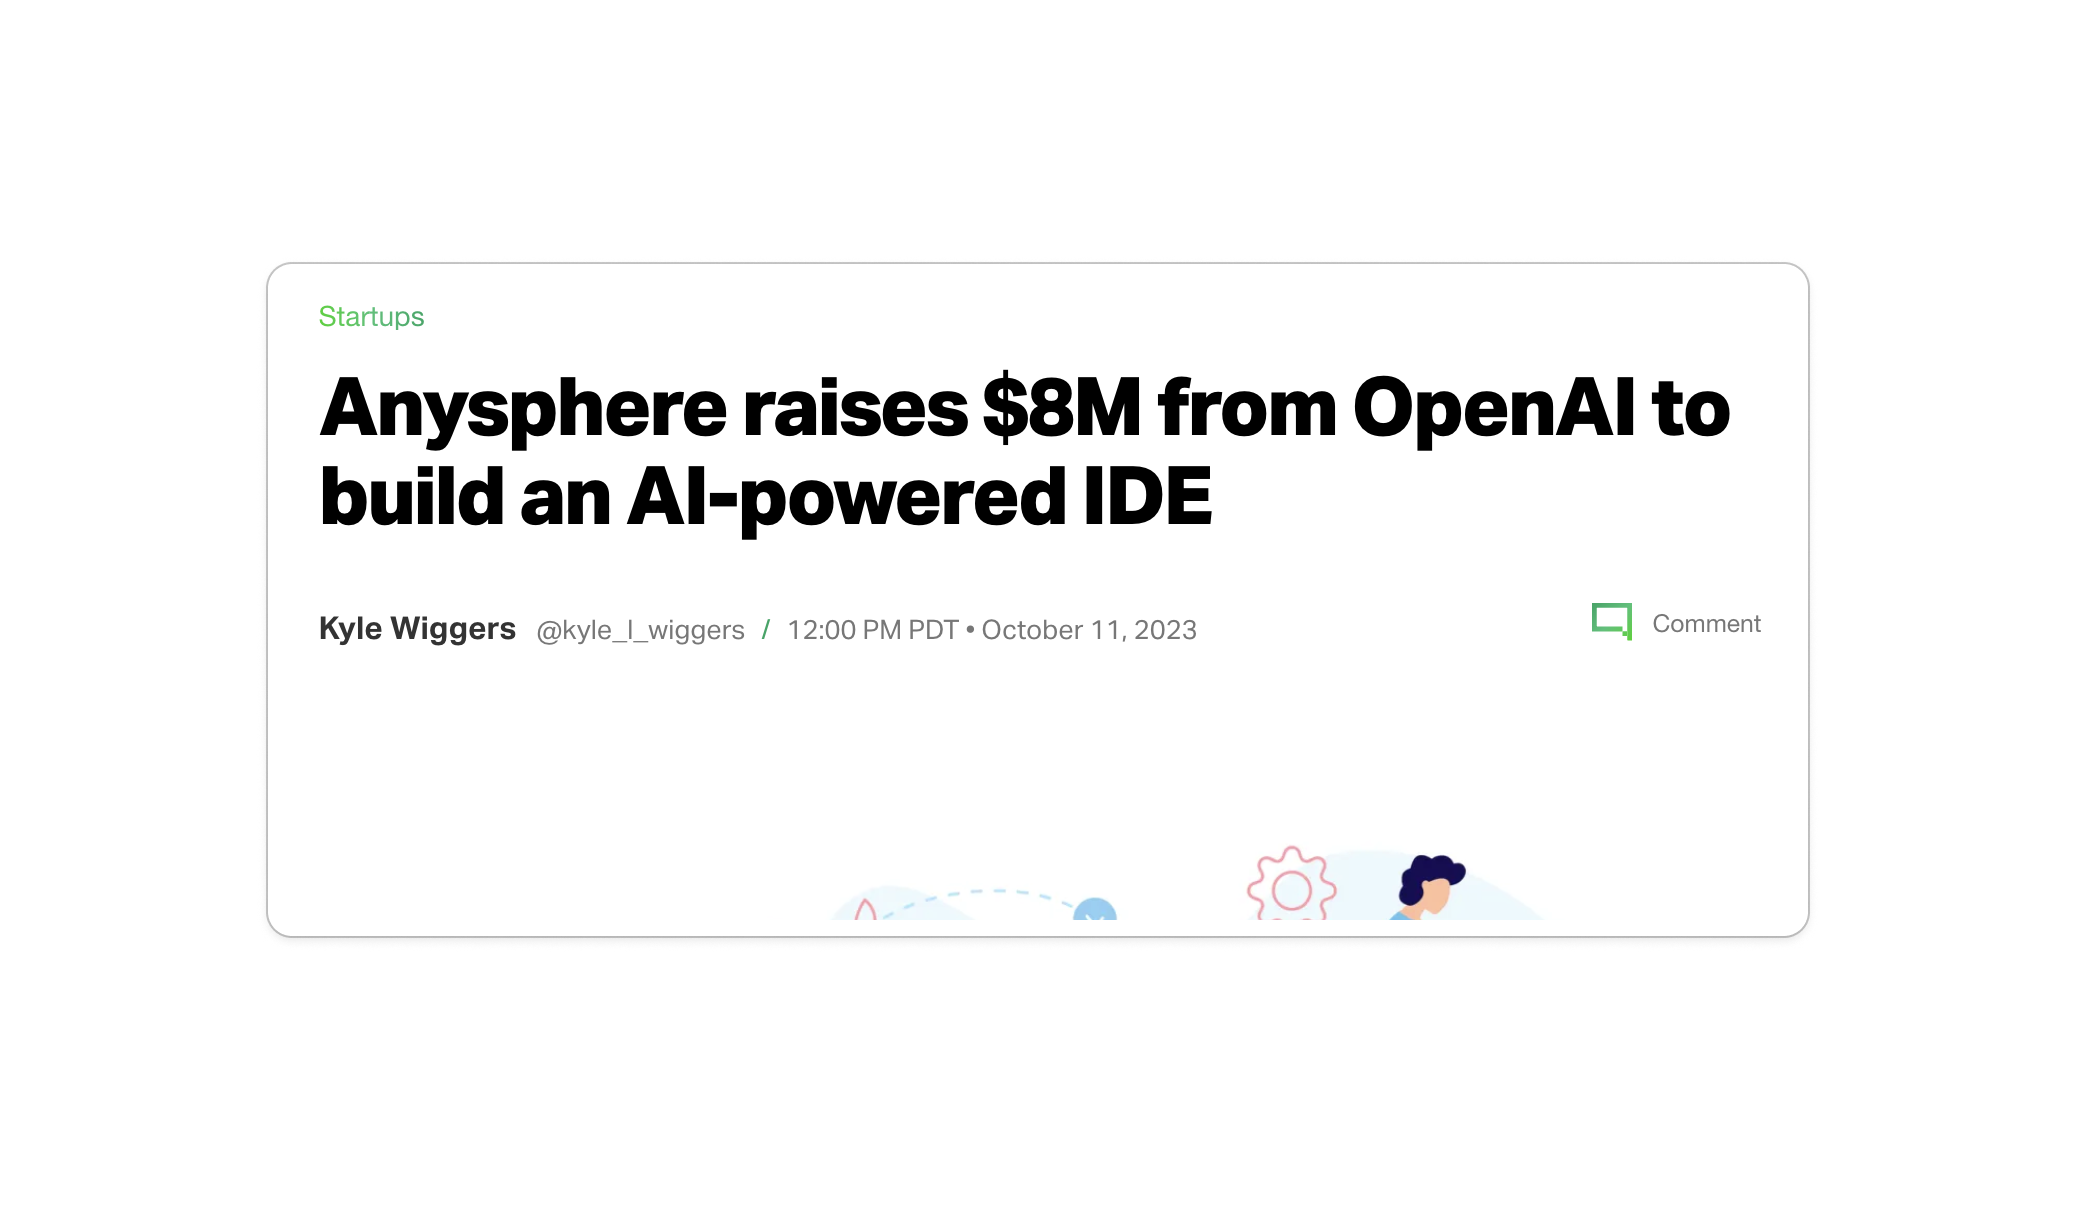 Startups
Anysphere raises $8M from OpenAI to
build an AI-powered IDE
Kyle Wiggers @kyle_l_wiggers / 12:00 PM PDT • October 11, 2023
Comment